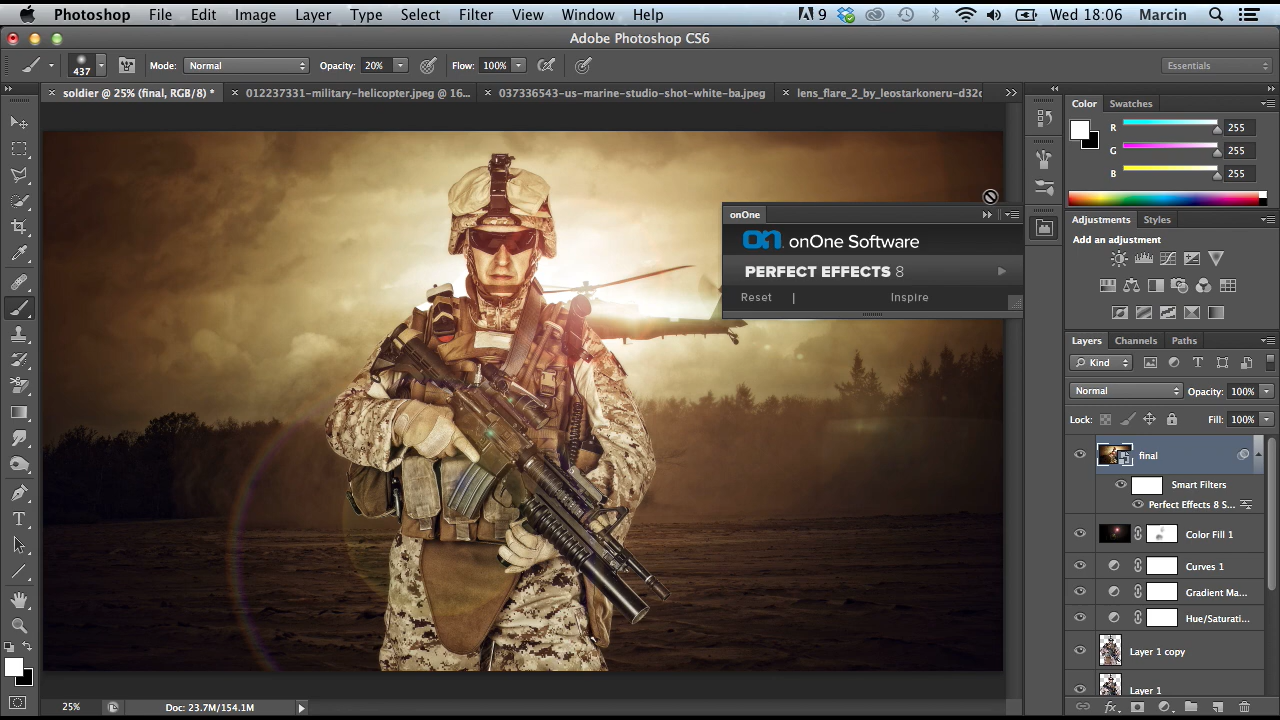 Photoshop File Edit Image Layer Type Select Filter View Window Help 9 Wed 18:06 Marcin
Adobe Photoshop CS6
437 Mode: Normal Opacity: 20% Flow: 100% Essentials
× soldier @ 25% (final, RGB/8) * × 012237331-military-helicopter.jpeg @ 16... × 037336543-us-marine-studio-shot-white-ba.jpeg × lens_flare_2_by_leostarkoneru-d32c
Color Swatches
R 255
G 255
B 255
onOne
on onOne Software
PERFECT EFFECTS 8
Reset | Inspire
Adjustments Styles
Add an adjustment
Layers Channels Paths
Kind
Normal Opacity: 100%
Lock: Fill: 100%
final
Smart Filters
Perfect Effects 8 S...
Color Fill 1
Curves 1
Gradient Ma...
Hue/Saturati...
Layer 1 copy
Layer 1
25% Doc: 23.7M/154.1M